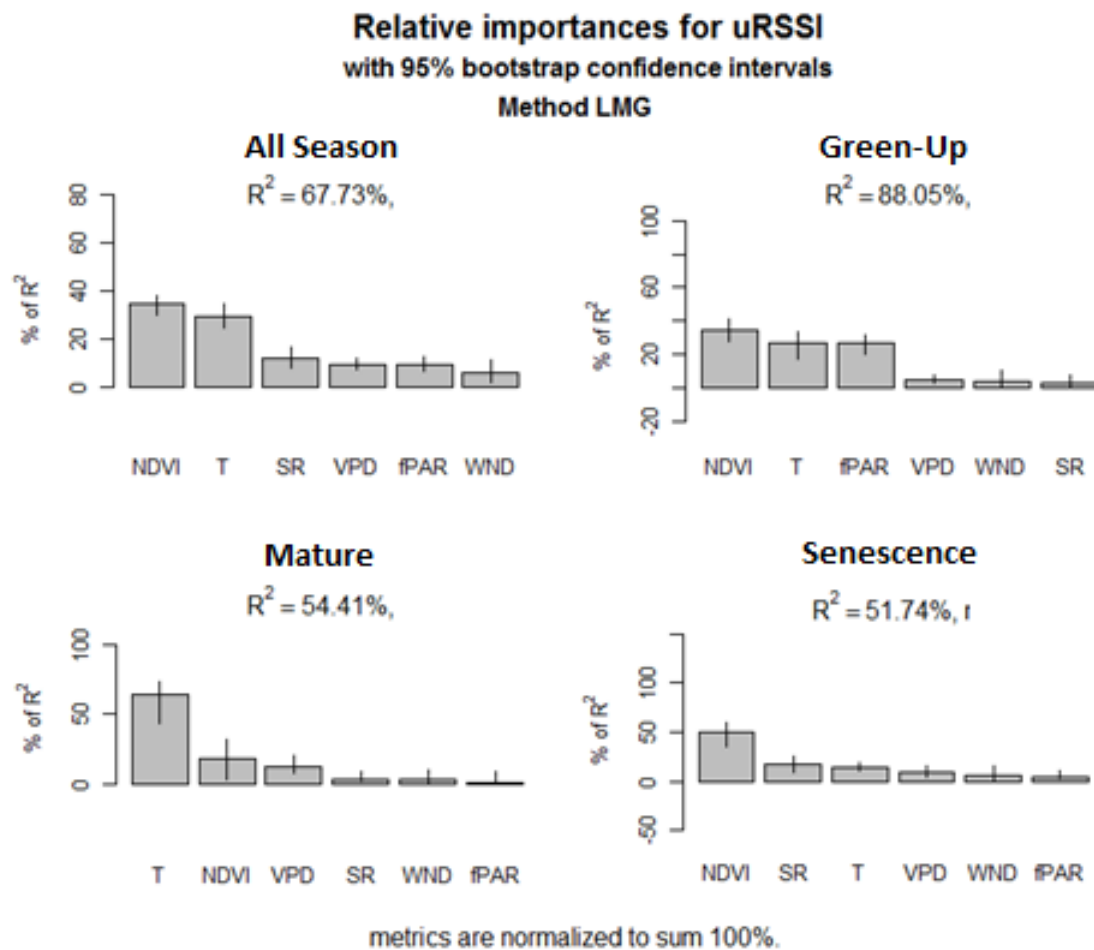 Relative importances for uRSSI
with 95% bootstrap confidence intervals
Method LMG
All Season
R² = 67.73%,
% of R²
80
60
40
20
0
NDVI T SR VPD fPAR WND
Green-Up
R² = 88.05%,
% of R²
100
60
20
-20
NDVI T fPAR VPD WND SR
Mature
R² = 54.41%,
% of R²
100
50
0
T NDVI VPD SR WND fPAR
Senescence
R² = 51.74%, r
% of R²
100
50
0
-50
NDVI SR T VPD WND fPAR
metrics are normalized to sum 100%.